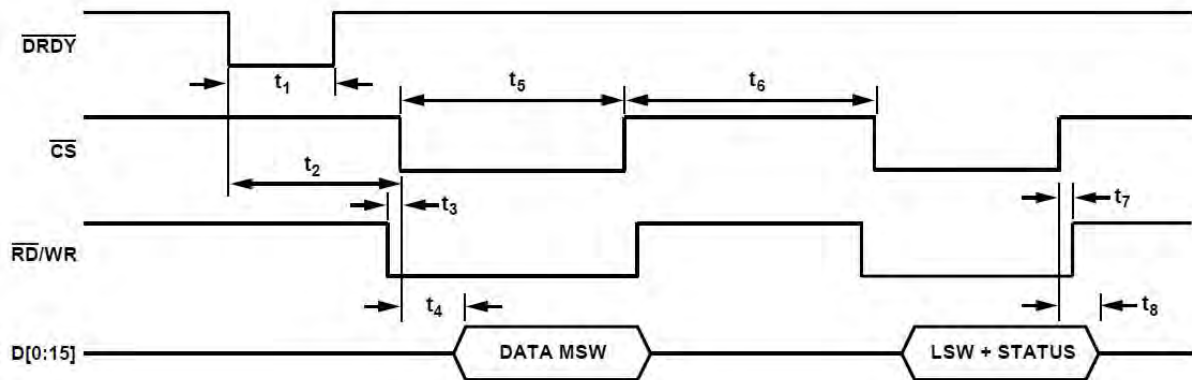 DRDY
t1
t5
t6
CS
t2
t3
t7
RD/WR
t4
t8
D[0:15]
DATA MSW
LSW + STATUS